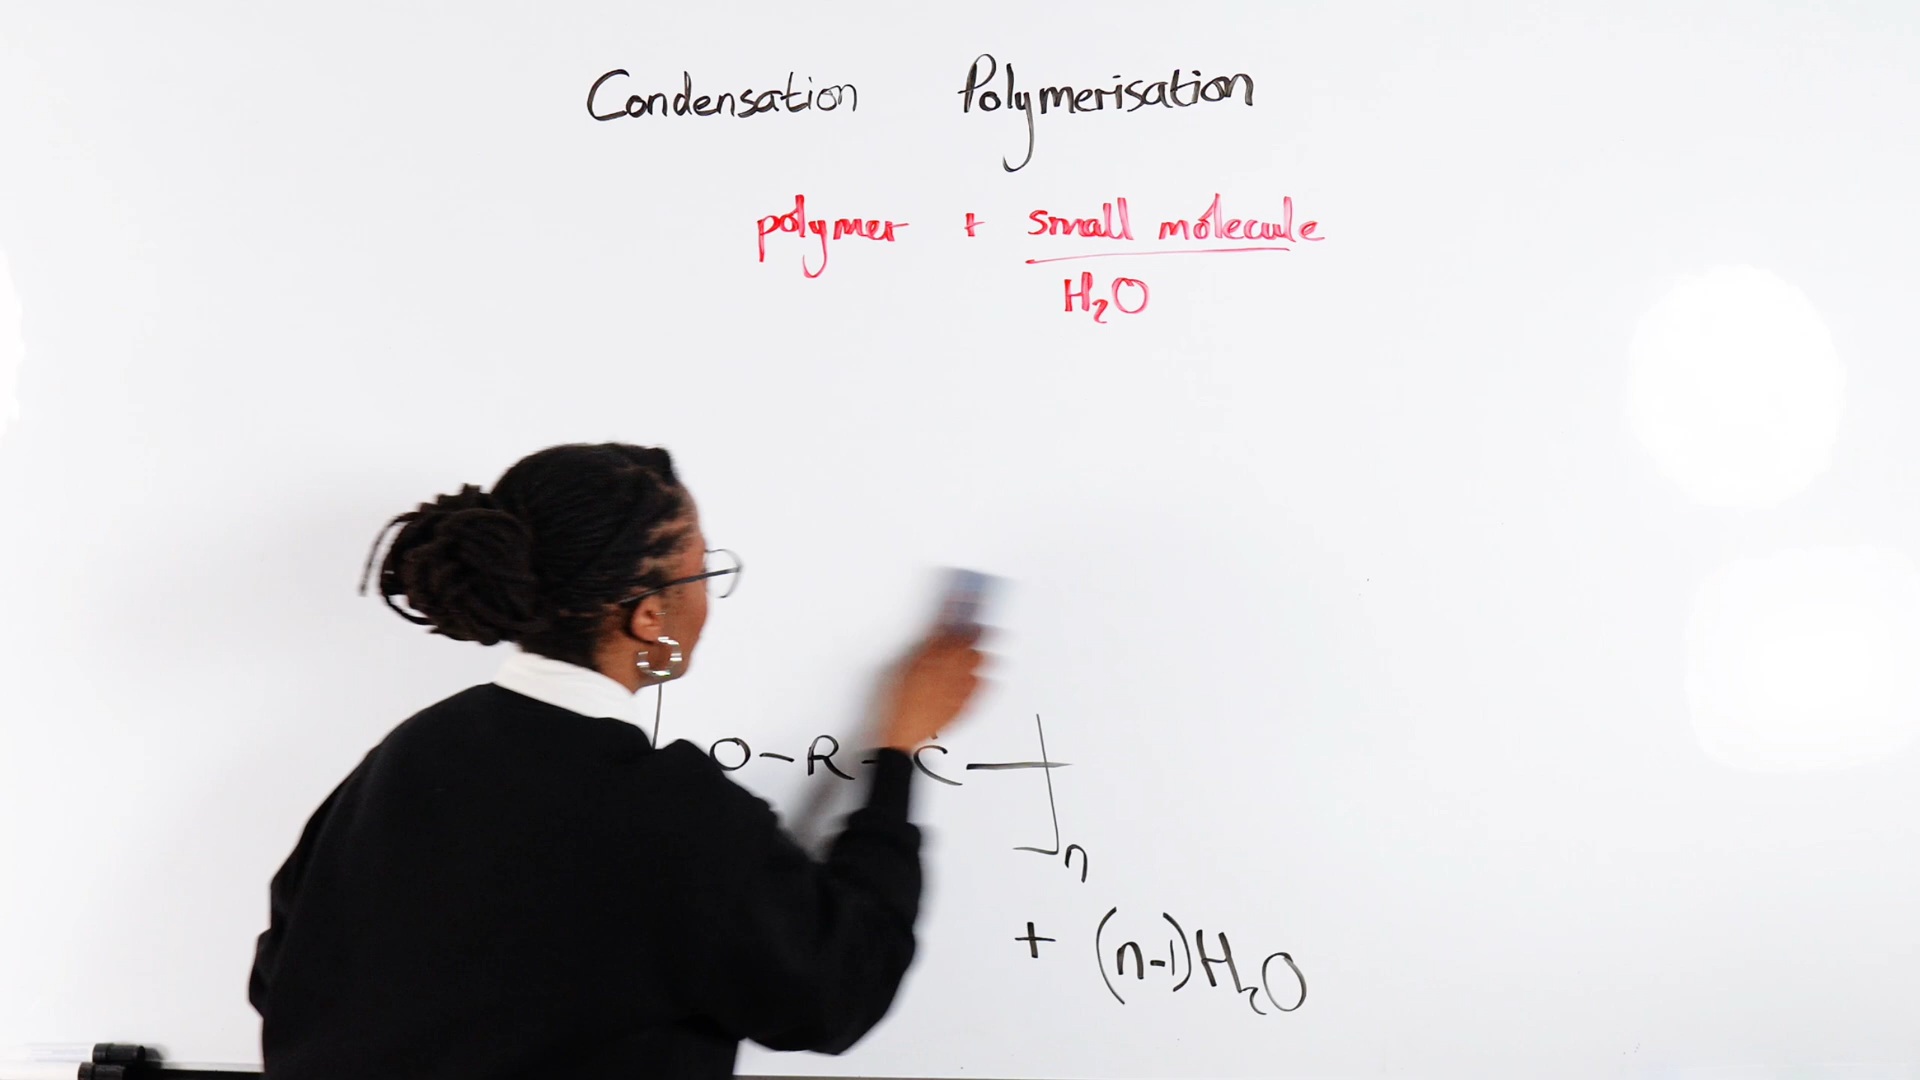 Condensation Polymerisation
polymer + small molecule
H₂O
O-R-C-
n
+ (n-1)H₂O